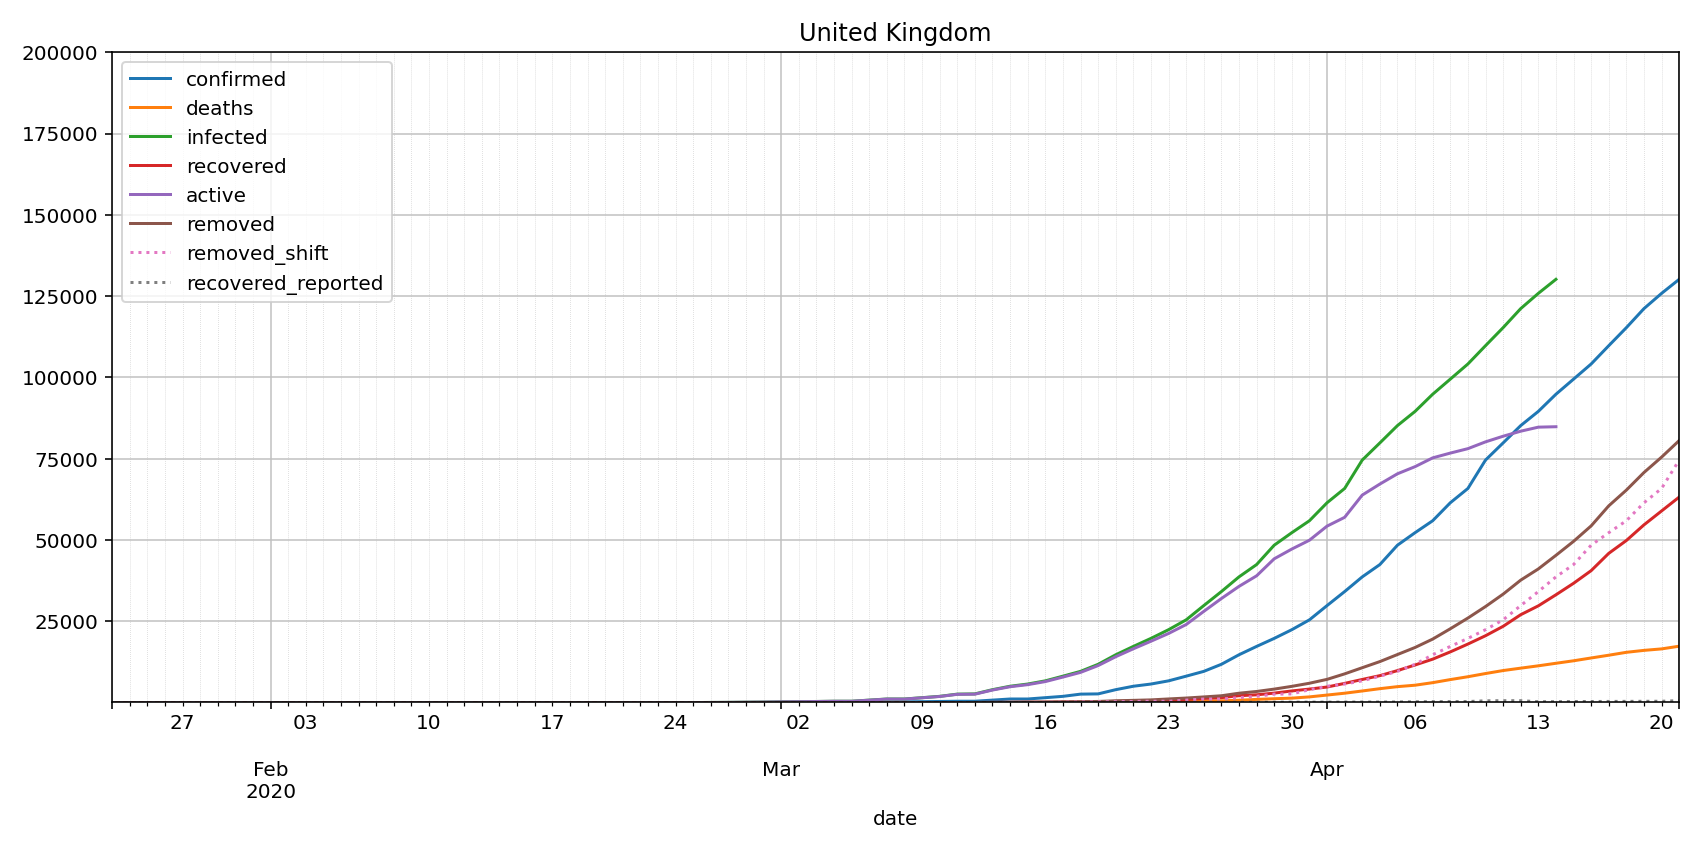 United Kingdom
200000
175000
150000
125000
100000
75000
50000
25000
confirmed
deaths
infected
recovered
active
removed
removed_shift
recovered_reported
27 03 10 17 24 02 09 16 23 30 06 13 20
Feb Mar Apr
2020
date